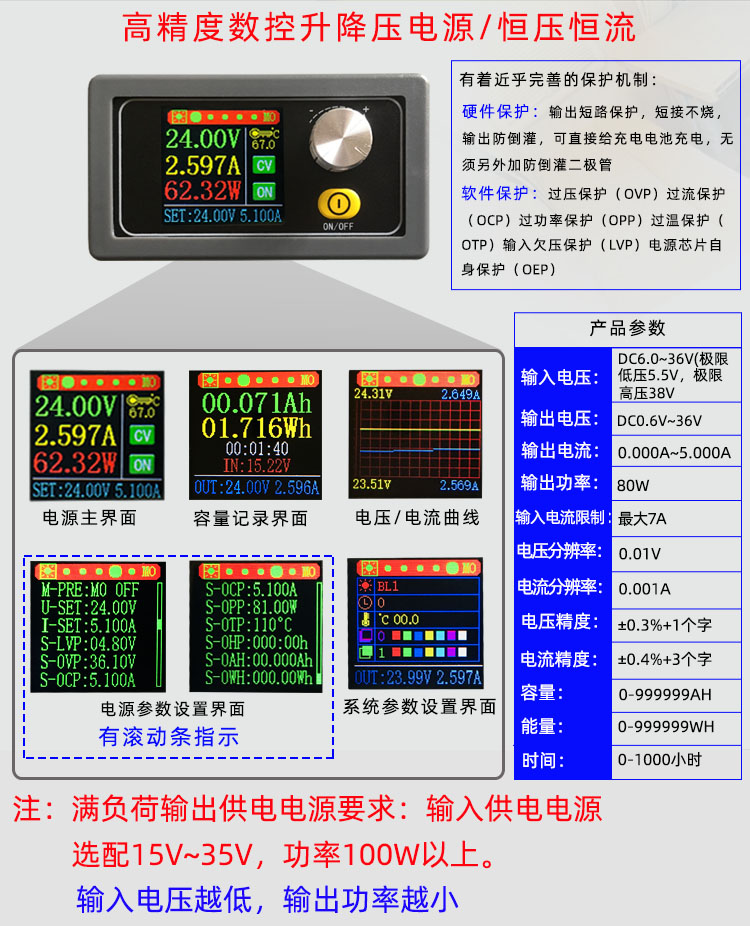 高精度数控升降压电源/恒压恒流
有着近乎完善的保护机制：
硬件保护：输出短路保护，短接不烧，
输出防倒灌，可直接给充电电池充电，无
须另外加防倒灌二极管
软件保护：过压保护（OVP）过流保护
（OCP）过功率保护（OPP）过温保护（
OTP）输入欠压保护（LVP）电源芯片自
身保护（OEP）
MO
24.00V
℃
67.0
2.597A
CV
62.32W
ON
SET:24.00V 5.100A
- +
ON/OFF
MO
24.00V
℃
67.0
2.597A
CV
62.32W
ON
SET:24.00V 5.100A
电源主界面
MO
00.071Ah
01.716Wh
00:01:40
IN:15.22V
OUT:24.00V 2.596A
容量记录界面
MO
24.31V 2.649A
23.51V 2.569A
电压/电流曲线
MO
M-PRE:MO OFF
U-SET:24.00V
I-SET:5.100A
S-LVP:04.80V
S-OVP:36.10V
S-OCP:5.100A
MO
S-OCP:5.100A
S-OPP:81.00W
S-OTP:110℃
S-OHP:000:00h
S-OAH:00.000Ah
S-OWH:000.00Wh
电源参数设置界面
有滚动条指示
MO
BL1
0
℃ 00.0
0
1
OUT:23.99V 2.597A
系统参数设置界面
产品参数
输入电压： DC6.0~36V(极限
低压5.5V，极限
高压38V
输出电压： DC0.6V~36V
输出电流： 0.000A~5.000A
输出功率： 80W
输入电流限制： 最大7A
电压分辨率： 0.01V
电流分辨率： 0.001A
电压精度： ±0.3%+1个字
电流精度： ±0.4%+3个字
容量： 0-999999AH
能量： 0-999999WH
时间： 0-1000小时
注：满负荷输出供电电源要求：输入供电电源
选配15V~35V，功率100W以上。
输入电压越低，输出功率越小